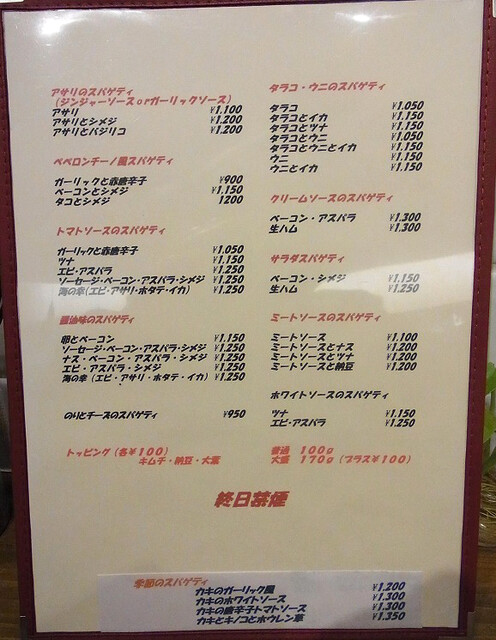 アサリのスパゲティ
(ジンジャーソースorガーリックソース)
アサリ ¥1,100
アサリとシメジ ¥1,200
アサリとバジリコ ¥1,200
ペペロンチーノ風スパゲティ
ガーリックと赤唐辛子 ¥900
ベーコンとシメジ ¥1,150
タコとシメジ 1200
トマトソースのスパゲティ
ガーリックと赤唐辛子 ¥1,050
ツナ ¥1,150
エビ・アスパラ ¥1,250
ソーセージ・ベーコン・アスパラ・シメジ ¥1,250
海の幸(エビ・アサリ・ホタテ・イカ) ¥1,250
醤油味のスパゲティ
卵とベーコン ¥1,150
ソーセージ・ベーコン・アスパラ・シメジ ¥1,250
ナス・ベーコン・アスパラ・シメジ ¥1,250
エビ・アスパラ・シメジ ¥1,250
海の幸(エビ・アサリ・ホタテ・イカ) ¥1,250
のりとチーズのスパゲティ ¥950
トッピング(各¥100)
キムチ・納豆・大葉
タラコ・ウニのスパゲティ
タラコ ¥1,050
タラコとイカ ¥1,150
タラコとツナ ¥1,150
タラコとウニ ¥1,050
タラコとウニとイカ ¥1,150
ウニ ¥1,150
ウニとイカ ¥1,150
クリームソースのスパゲティ
ベーコン・アスパラ ¥1,300
生ハム ¥1,300
サラダスパゲティ
ベーコン・シメジ ¥1,150
生ハム ¥1,250
ミートソースのスパゲティ
ミートソース ¥1,100
ミートソースとナス ¥1,200
ミートソースとツナ ¥1,200
ミートソースと納豆 ¥1,200
ホワイトソースのスパゲティ
ツナ ¥1,150
エビ・アスパラ ¥1,250
普通 100g
大盛 170g(プラス¥100)
終日禁煙
季節のスパゲティ
カキのガーリック風 ¥1,200
カキのホワイトソース ¥1,300
カキの唐辛子トマトソース ¥1,300
カキとキノコとホウレン草 ¥1,350